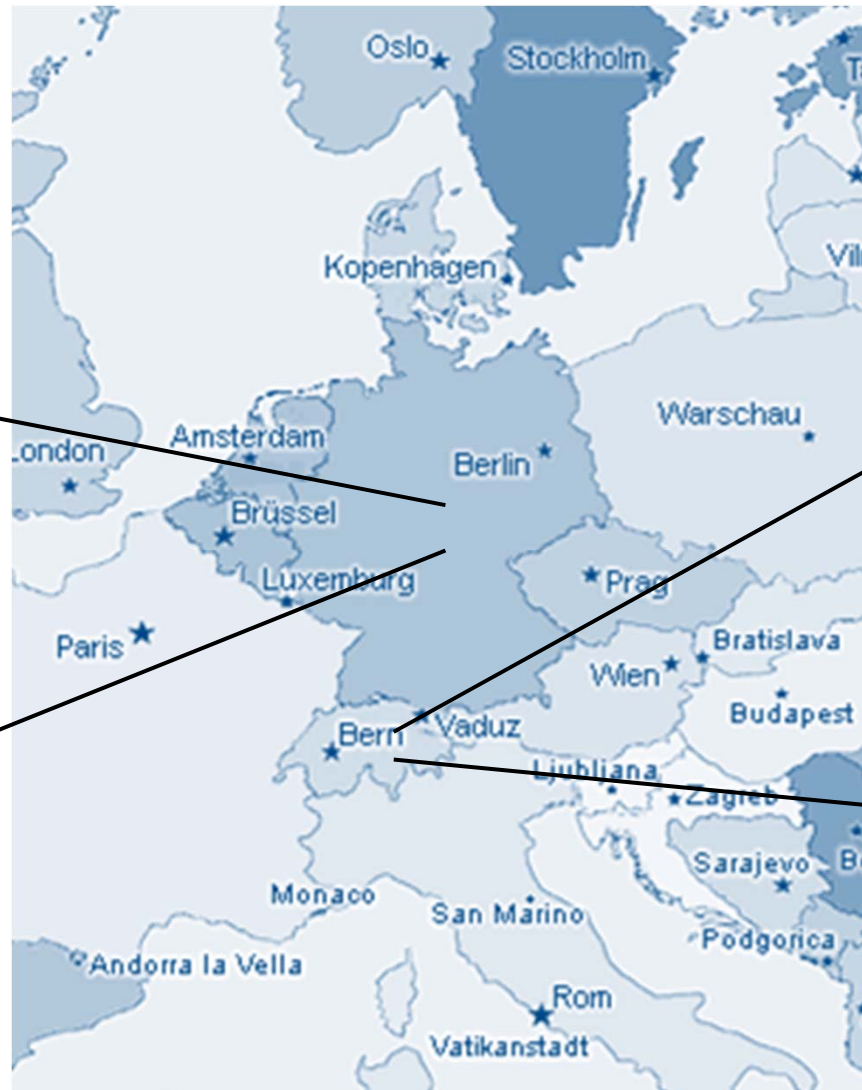 Oslo
Stockholm
Kopenhagen
Warschau
London
Amsterdam
Berlin
Brüssel
Luxemburg
Prag
Paris
Bratislava
Wien
Budapest
Bern
Vaduz
Ljubljana
Zagreb
Sarajevo
Monaco
San Marino
Podgorica
Andorra la Vella
Rom
Vatikanstadt